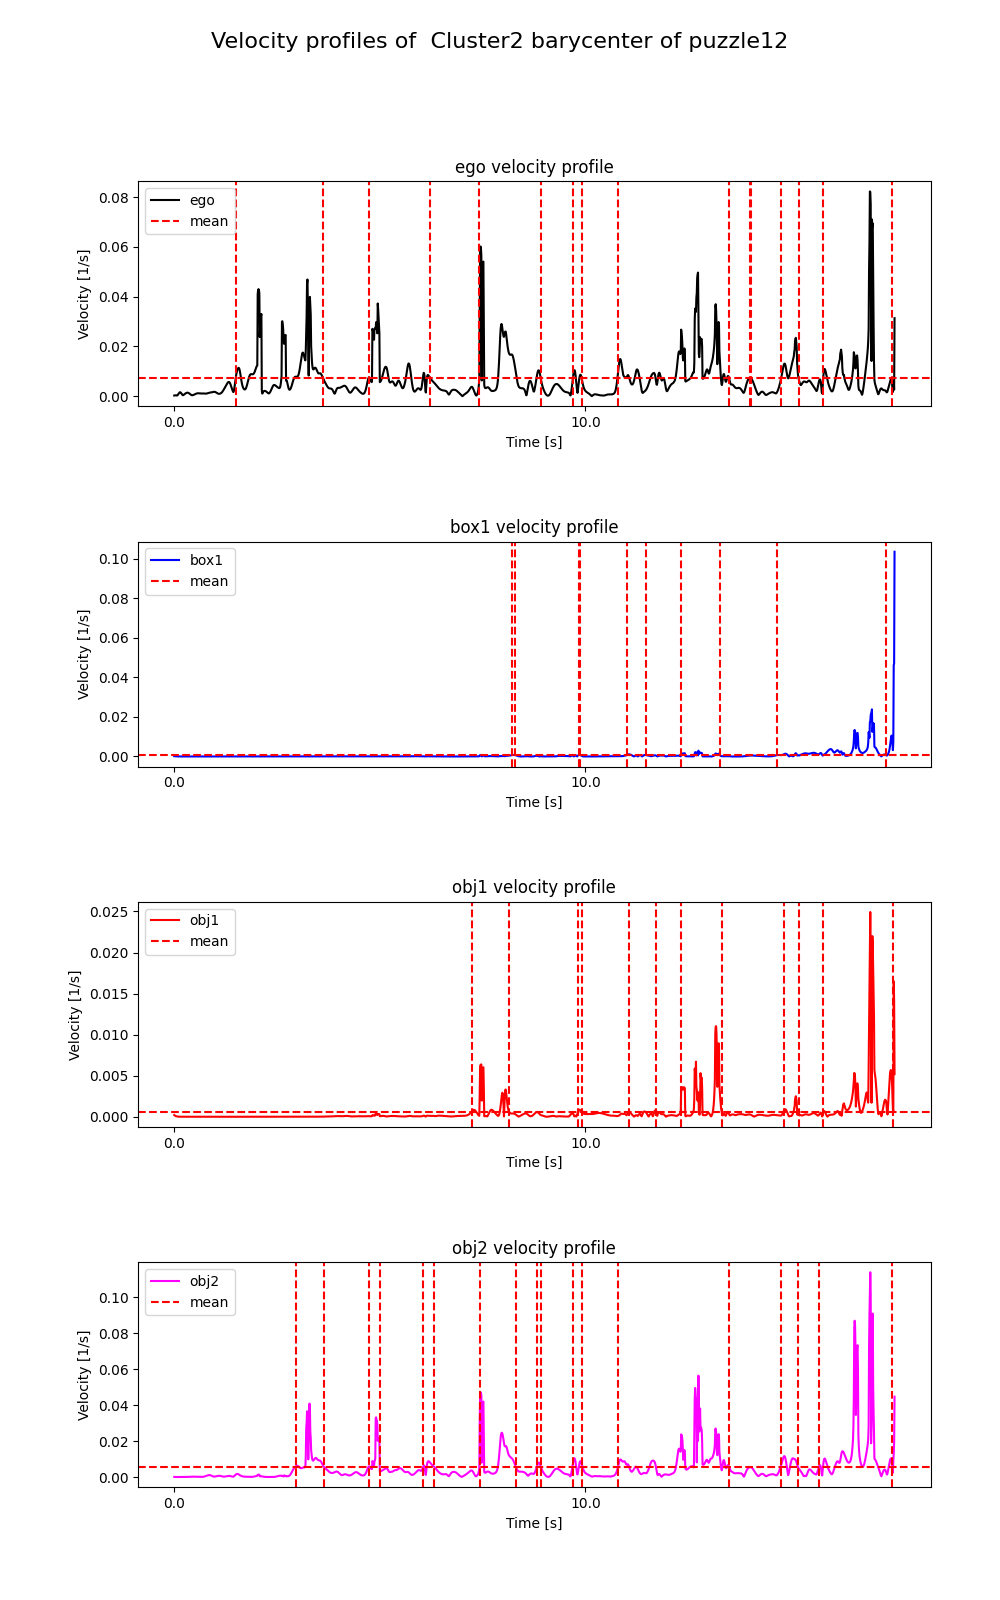 Velocity profiles of  Cluster2 barycenter of puzzle12
ego velocity profile
ego
mean
0.08
0.06
0.04
0.02
0.00
Velocity [1/s]
0.0
10.0
Time [s]
box1 velocity profile
box1
mean
0.10
0.08
0.06
0.04
0.02
0.00
Velocity [1/s]
0.0
10.0
Time [s]
obj1 velocity profile
obj1
mean
0.025
0.020
0.015
0.010
0.005
0.000
Velocity [1/s]
0.0
10.0
Time [s]
obj2 velocity profile
obj2
mean
0.10
0.08
0.06
0.04
0.02
0.00
Velocity [1/s]
0.0
10.0
Time [s]